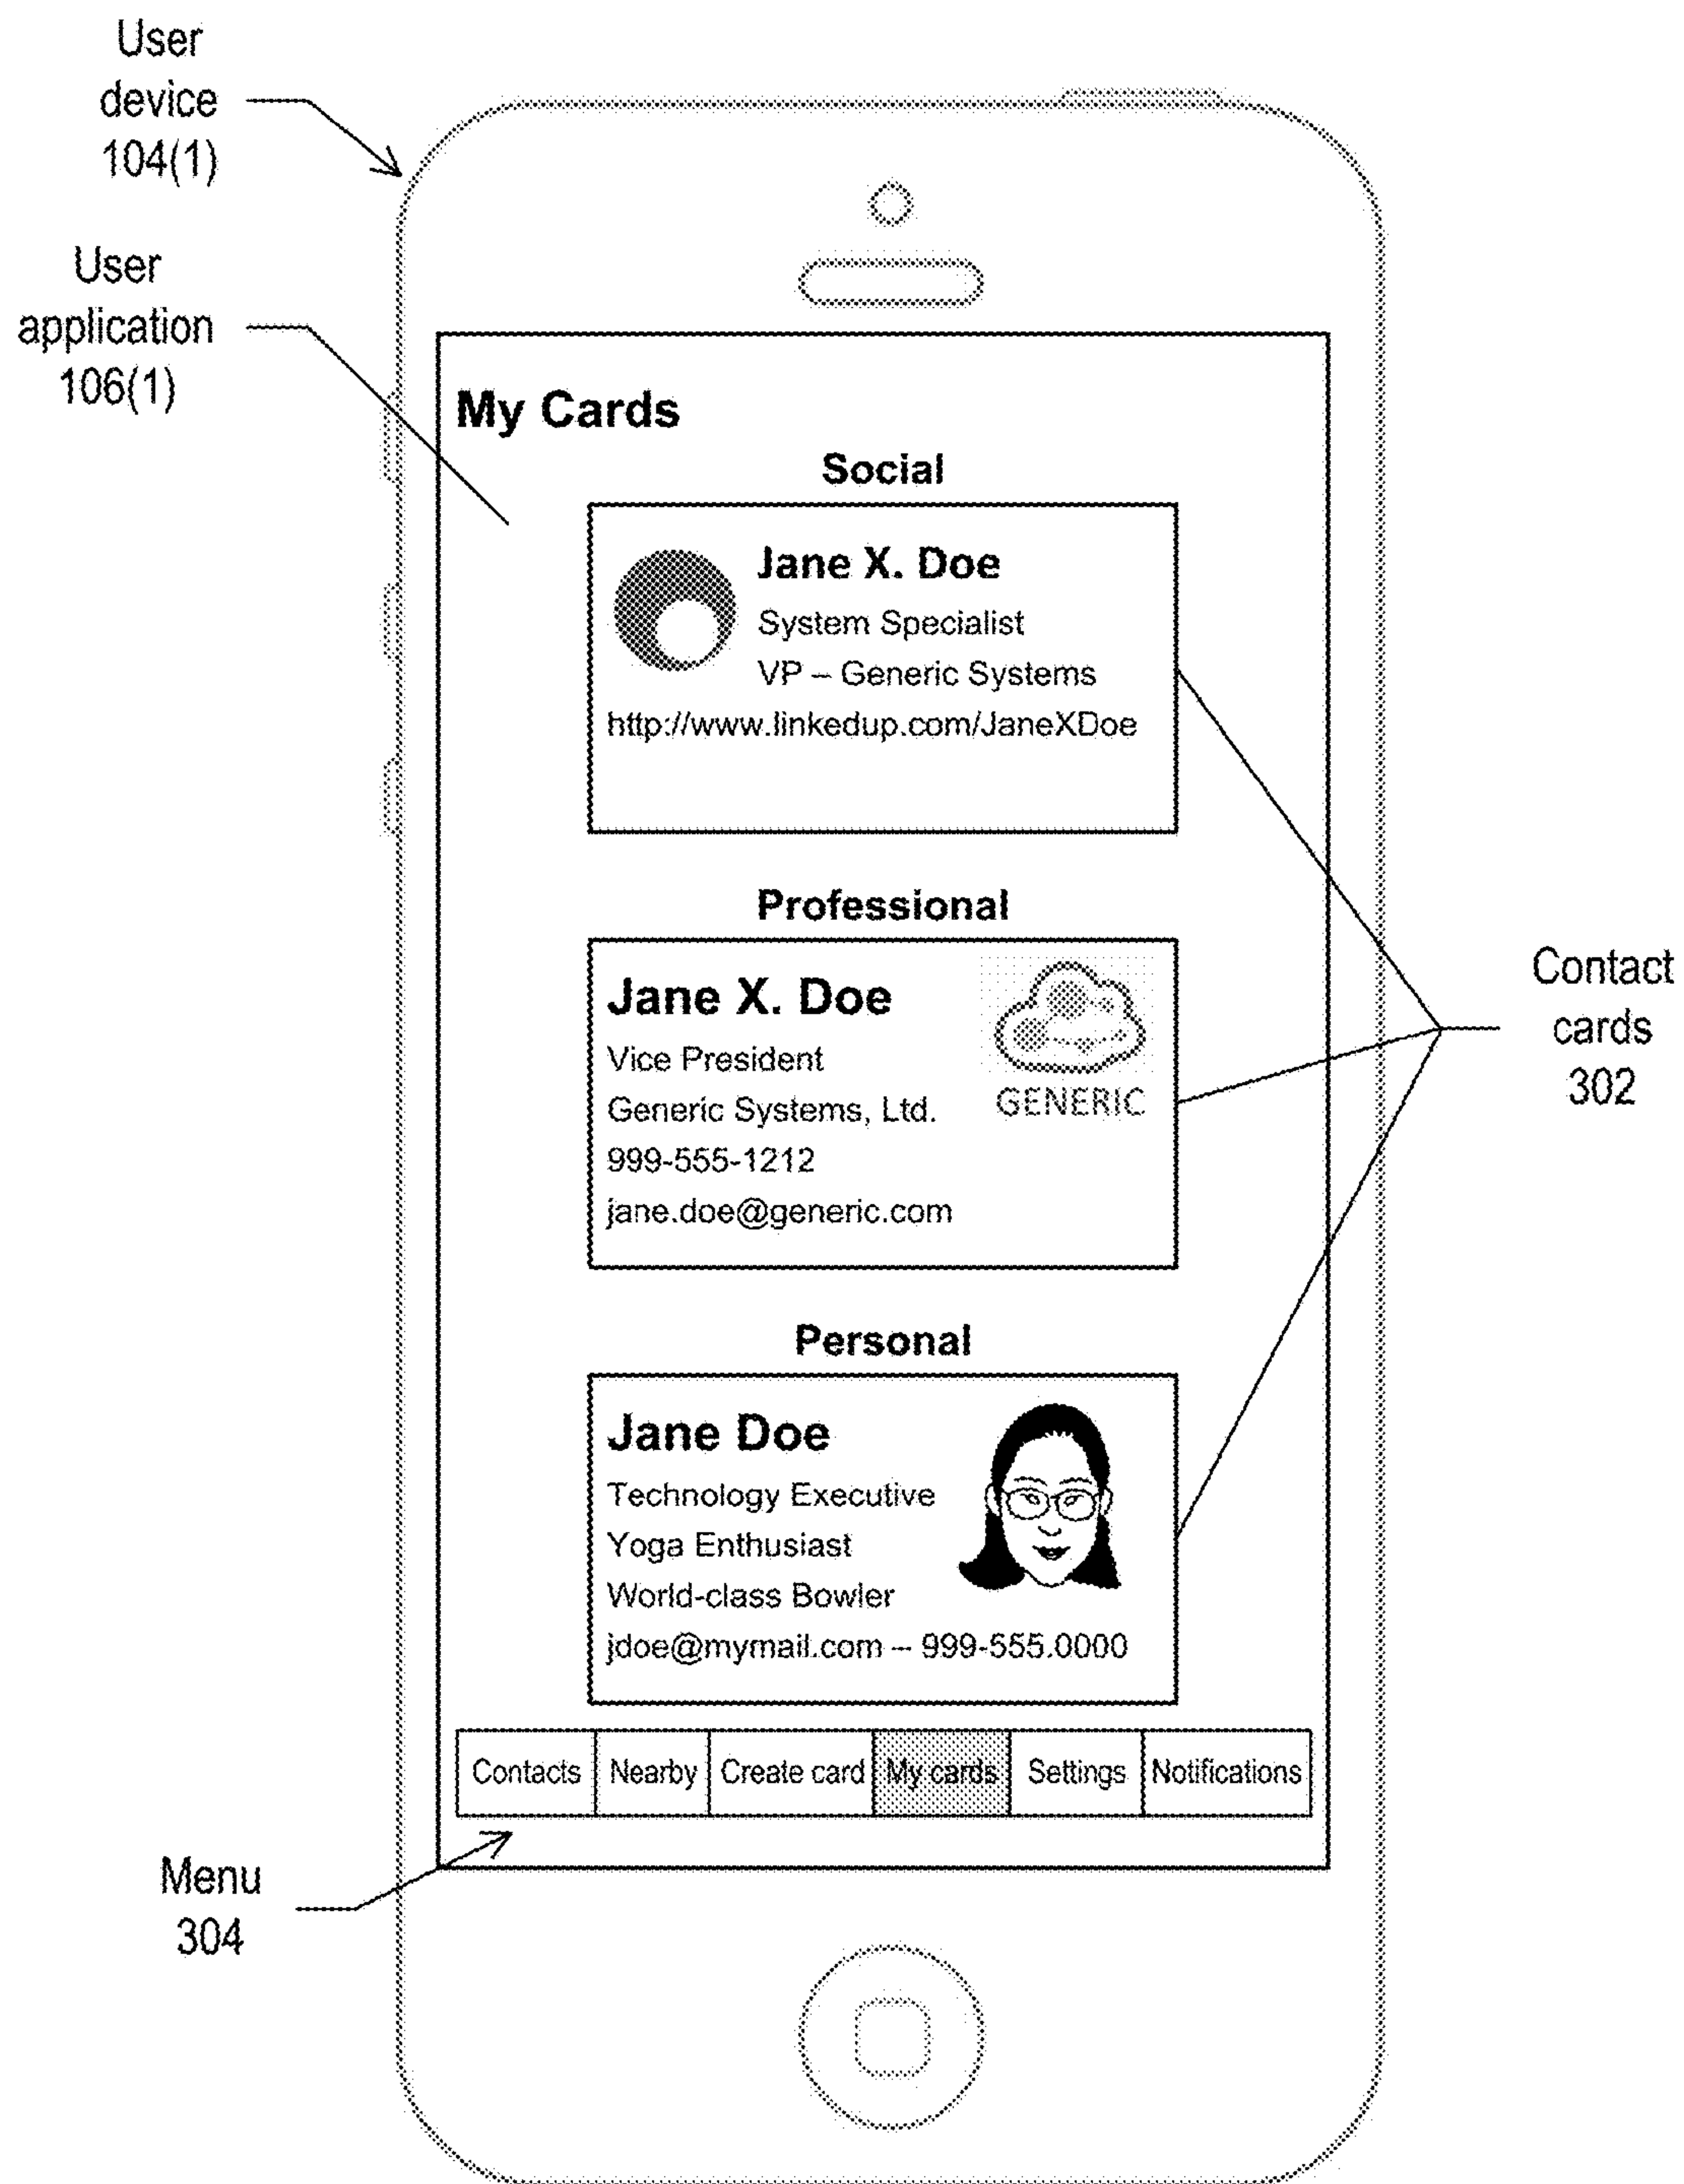 User
device
104(1)
User
application
106(1)
My Cards
Social
Jane X. Doe
System Specialist
VP – Generic Systems
http://www.linkedup.com/JaneXDoe
Professional
Jane X. Doe
Vice President
Generic Systems, Ltd.
999-555-1212
jane.doe@generic.com
GENERIC
Contact
cards
302
Personal
Jane Doe
Technology Executive
Yoga Enthusiast
World-class Bowler
jdoe@mymail.com – 999-555.0000
Contacts Nearby Create card My cards Settings Notifications
Menu
304